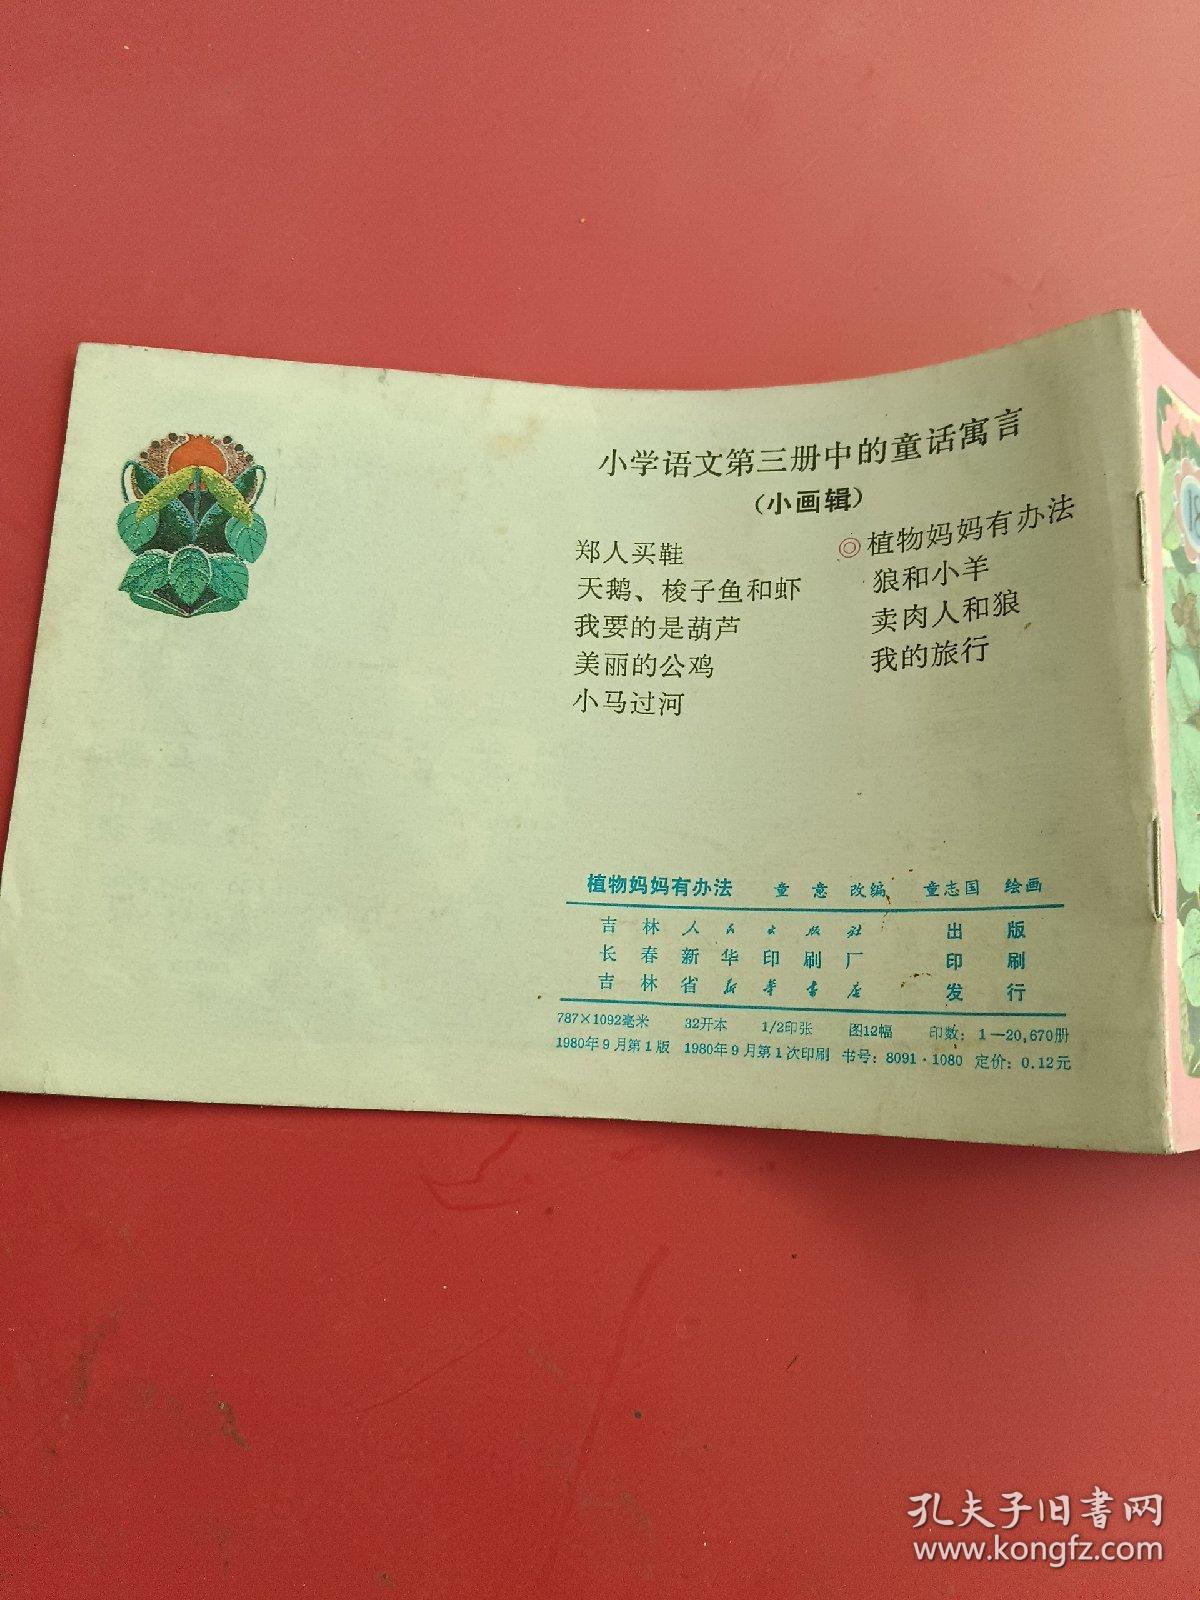 小学语文第三册中的童话寓言
(小画辑)
郑人买鞋
天鹅、梭子鱼和虾
我要的是葫芦
美丽的公鸡
小马过河
◎植物妈妈有办法
狼和小羊
卖肉人和狼
我的旅行
植物妈妈有办法 童意 改编 童志国 绘画
吉林人民出版社 出版
长春新华印刷厂 印刷
吉林省新华书店 发行
787×1092毫米 32开本 1/2印张 图12幅 印数:1—20,670册
1980年9月第1版 1980年9月第1次印刷 书号:8091·1080 定价:0.12元
孔夫子旧书网
www.kongfz.com